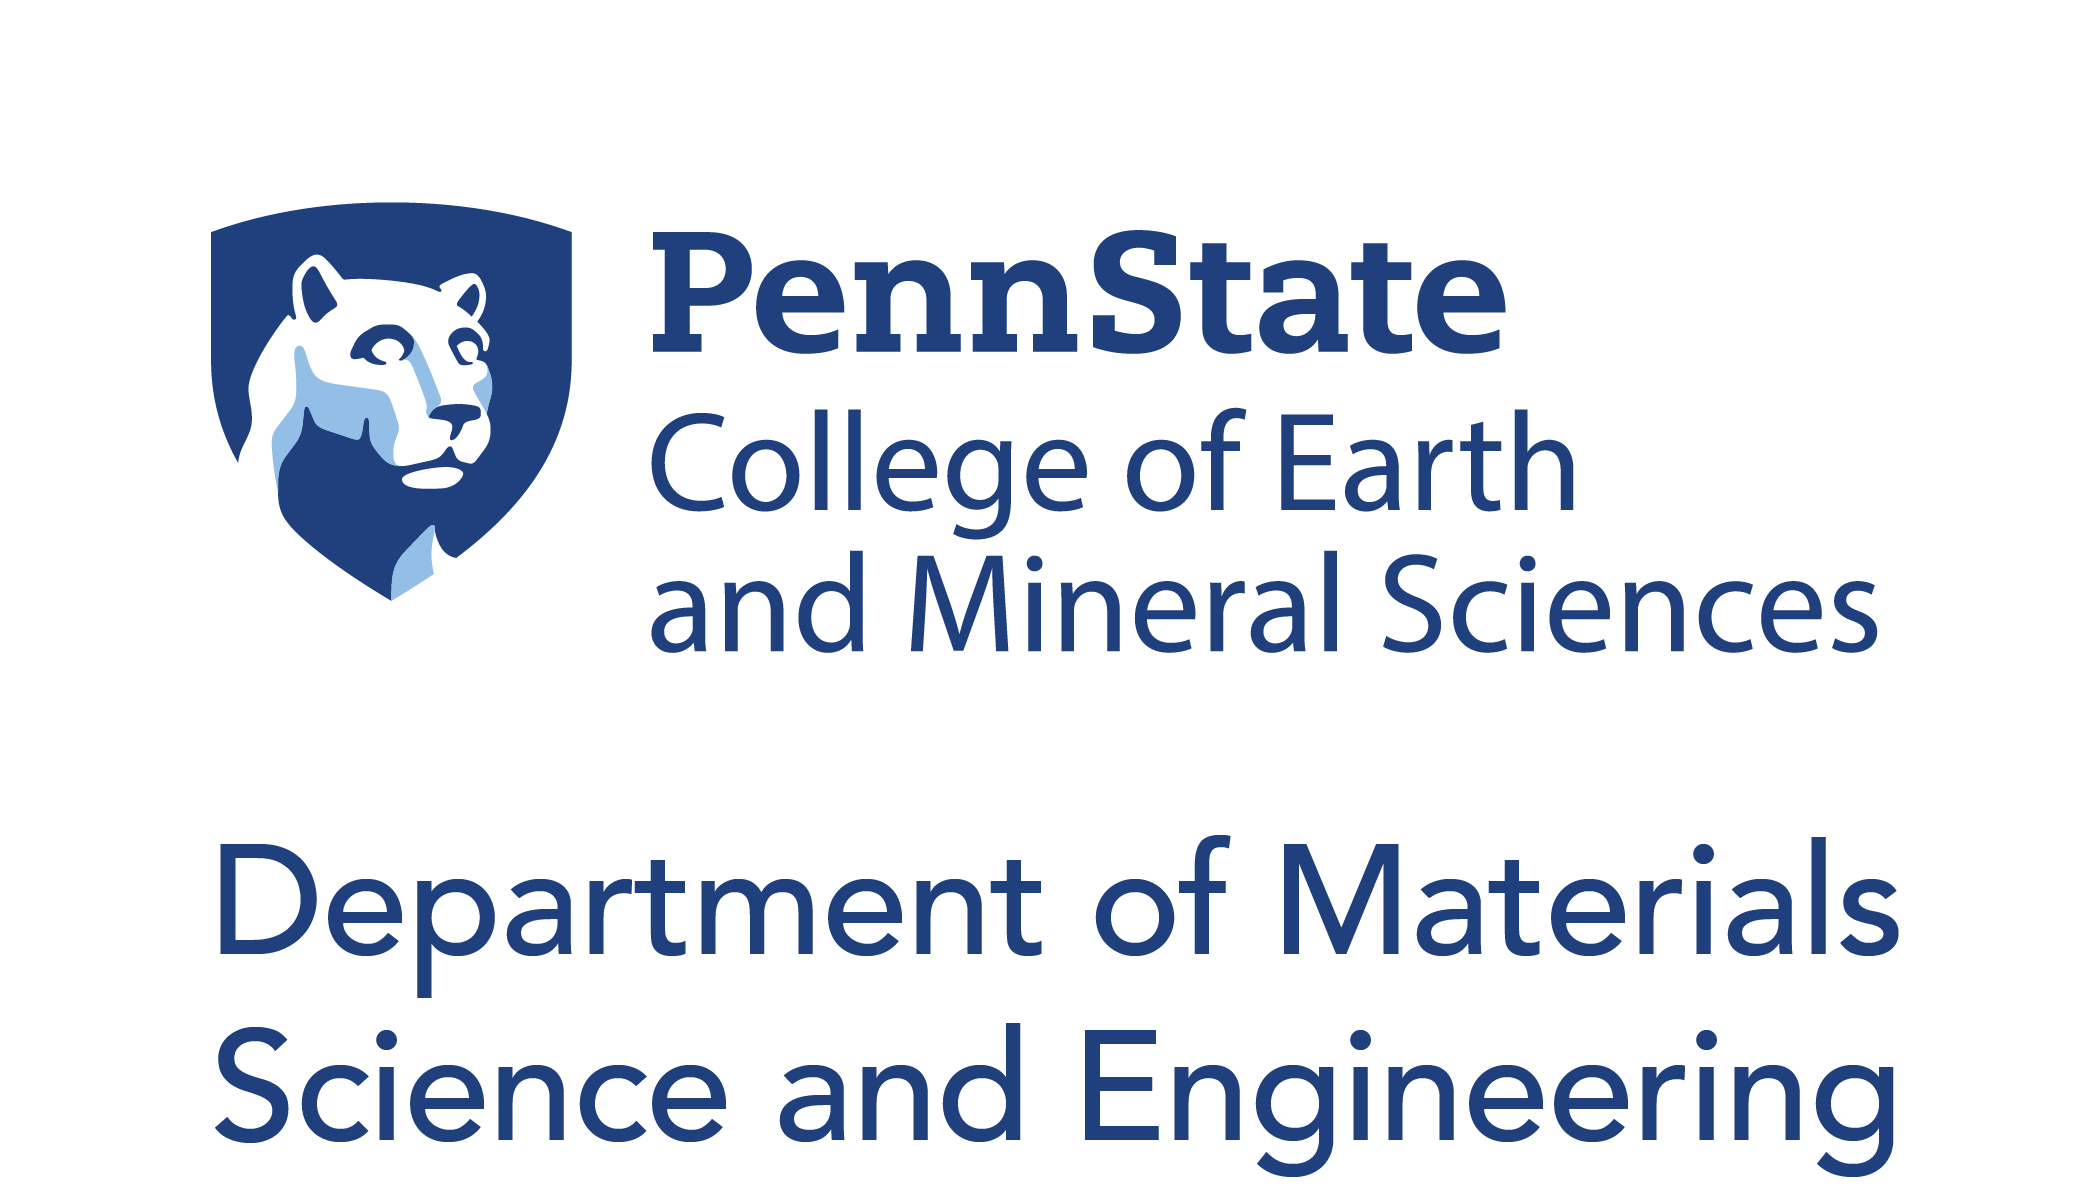 PennState
College of Earth
and Mineral Sciences
Department of Materials
Science and Engineering